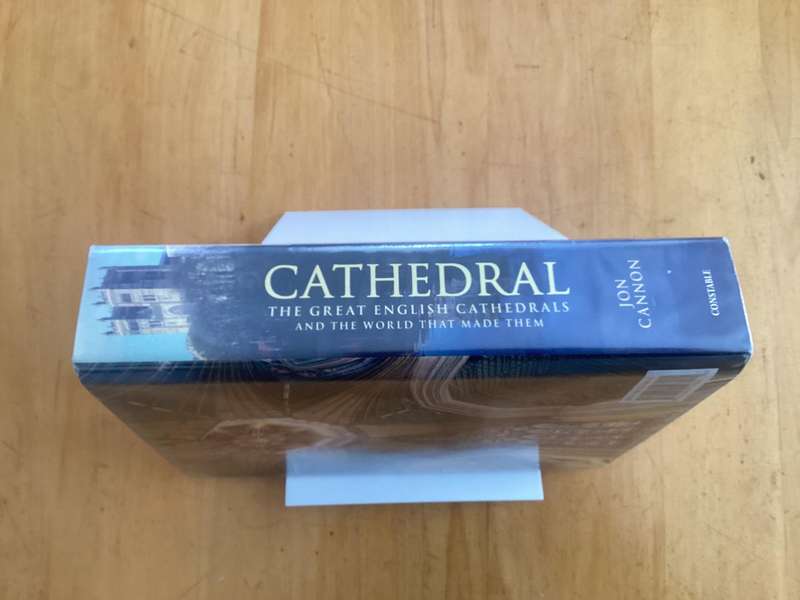 CATHEDRAL
THE GREAT ENGLISH CATHEDRALS
AND THE WORLD THAT MADE THEM
JON
CANNON
CONSTABLE